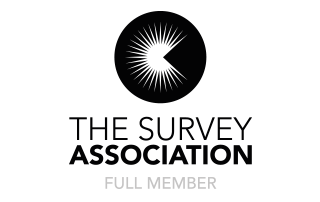 THE SURVEY
ASSOCIATION
FULL MEMBER